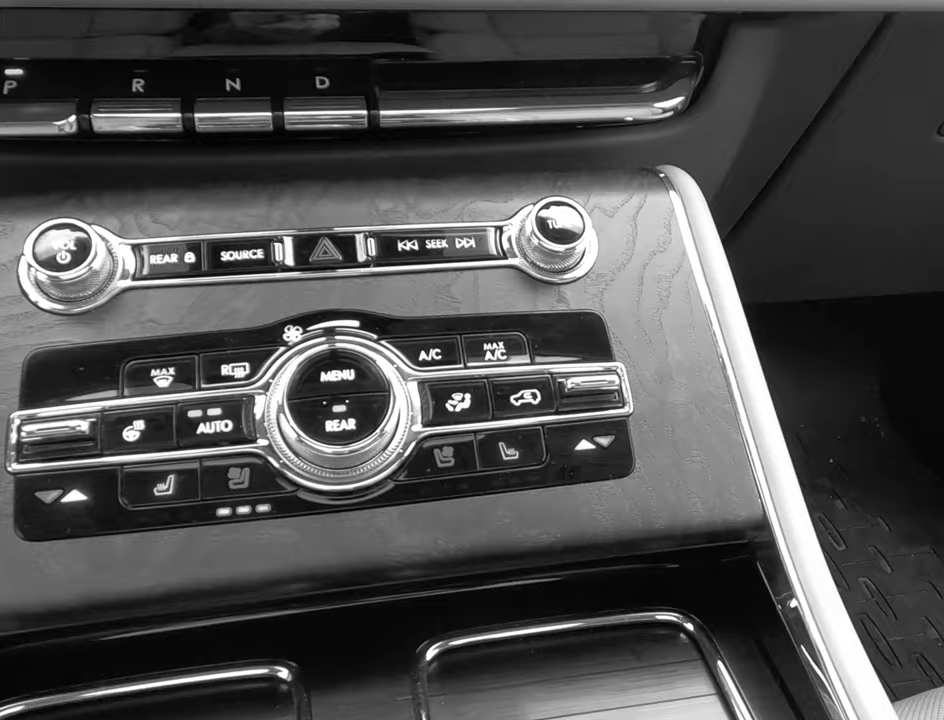 P R N D
VOL
REAR SOURCE SEEK
MAX R A/C MAX A/C
MENU
AUTO REAR